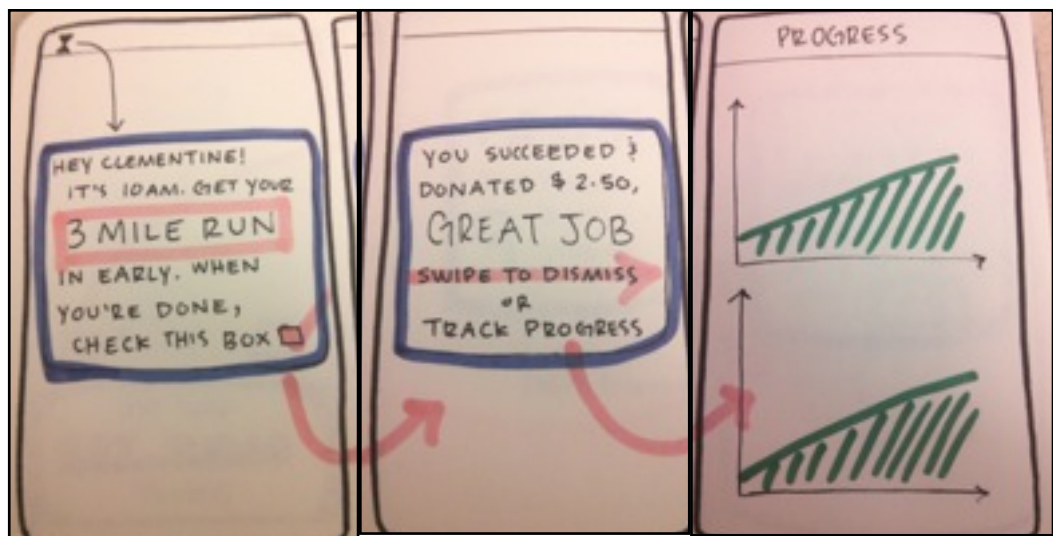 HEY CLEMENTINE!
IT'S 10AM. GET YOUR
3 MILE RUN
IN EARLY. WHEN
YOU'RE DONE,
CHECK THIS BOX
YOU SUCCEEDED &
DONATED $2.50,
GREAT JOB
SWIPE TO DISMISS
OR
TRACK PROGRESS
PROGRESS